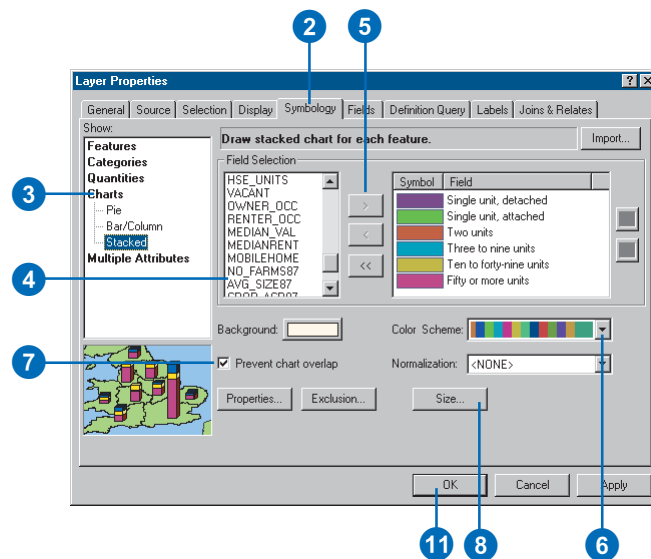 2
5
Layer Properties
General Source Selection Display Symbology Fields Definition Query Labels Joins & Relates
Show:
Features
Categories
Quantities
3
Charts
Pie
Bar/Column
Stacked
Multiple Attributes
Draw stacked chart for each feature.
Import...
Field Selection
HSE_UNITS
VACANT
OWNER_OCC
RENTER_OCC
MEDIAN_VAL
MEDIANRENT
MOBILEHOME
NO_FARMS87
AVG_SIZE87
4
>
<
<<
Symbol Field
Single unit, detached
Single unit, attached
Two units
Three to nine units
Ten to forty-nine units
Fifty or more units
Background:
Color Scheme:
7
Prevent chart overlap
Normalization: <NONE>
Properties... Exclusion... Size...
OK Cancel Apply
11
8
6